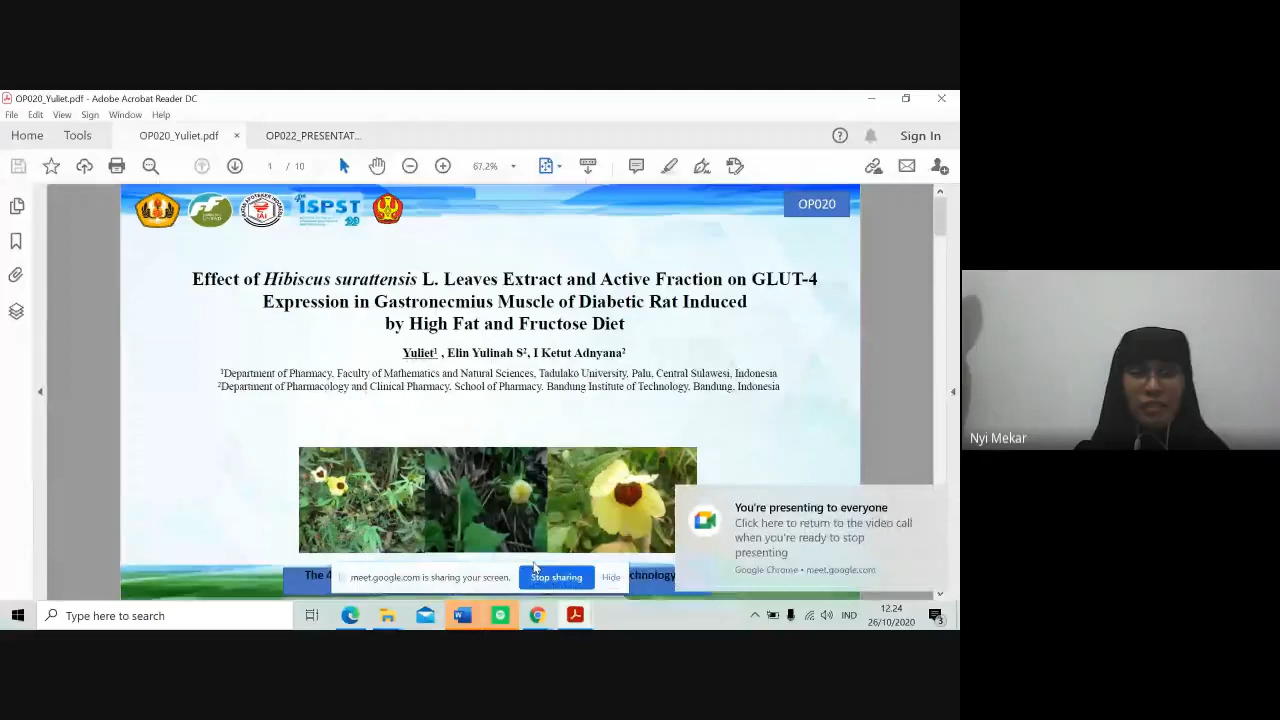 OP020_Yuliet.pdf - Adobe Acrobat Reader DC
File Edit View Sign Window Help
Home Tools OP020_Yuliet.pdf × OP022_PRESENTAT... Sign In
1 / 10 67.2%
ISPST
OP020
Effect of Hibiscus surattensis L. Leaves Extract and Active Fraction on GLUT-4
Expression in Gastronecmius Muscle of Diabetic Rat Induced
by High Fat and Fructose Diet
Yuliet¹ , Elin Yulinah S², I Ketut Adnyana²
¹Department of Pharmacy, Faculty of Mathematics and Natural Sciences, Tadulako University, Palu, Central Sulawesi, Indonesia
²Department of Pharmacology and Clinical Pharmacy, School of Pharmacy, Bandung Institute of Technology, Bandung, Indonesia
You're presenting to everyone
Click here to return to the video call
when you're ready to stop
presenting
Google Chrome • meet.google.com
The 4
meet.google.com is sharing your screen. Stop sharing Hide
chnology
Type here to search
IND
12.24
26/10/2020
3
Nyi Mekar